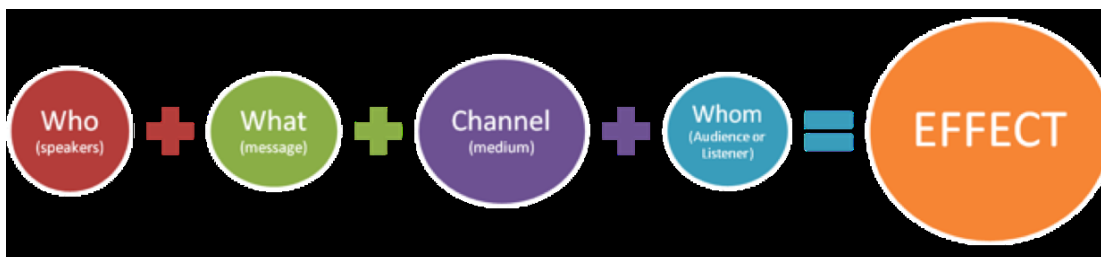 Who
(speakers)
What
(message)
Channel
(medium)
Whom
(Audience or
Listener)
EFFECT